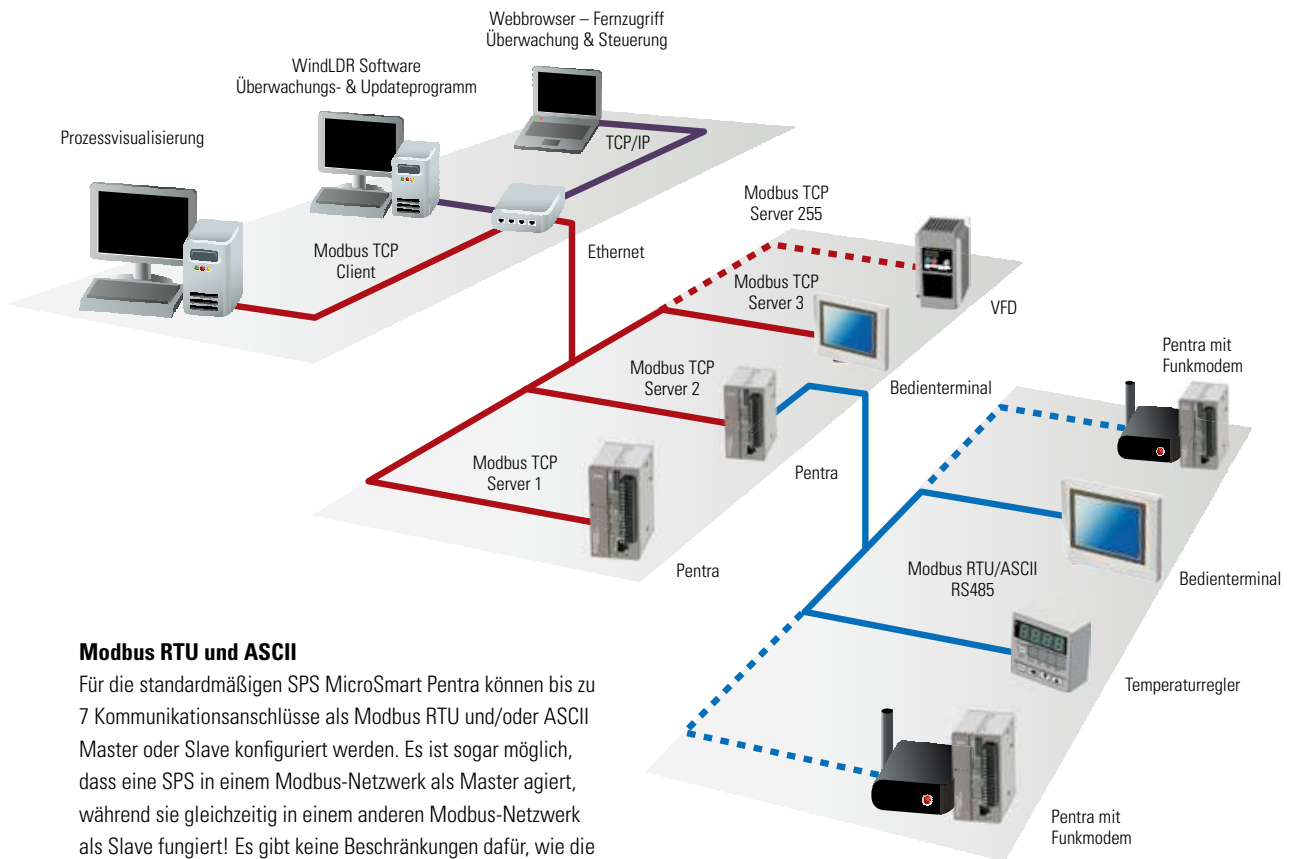 Webbrowser – Fernzugriff
Überwachung & Steuerung
WindLDR Software
Überwachungs- & Updateprogramm
Prozessvisualisierung
TCP/IP
Modbus TCP
Client
Ethernet
Modbus TCP
Server 255
Modbus TCP
Server 3
VFD
Modbus TCP
Server 2
Bedienterminal
Pentra mit
Funkmodem
Modbus TCP
Server 1
Pentra
Pentra
Modbus RTU/ASCII
RS485
Bedienterminal
Temperaturregler
Pentra mit
Funkmodem
Modbus RTU und ASCII
Für die standardmäßigen SPS MicroSmart Pentra können bis zu
7 Kommunikationsanschlüsse als Modbus RTU und/oder ASCII
Master oder Slave konfiguriert werden. Es ist sogar möglich,
dass eine SPS in einem Modbus-Netzwerk als Master agiert,
während sie gleichzeitig in einem anderen Modbus-Netzwerk
als Slave fungiert! Es gibt keine Beschränkungen dafür, wie die